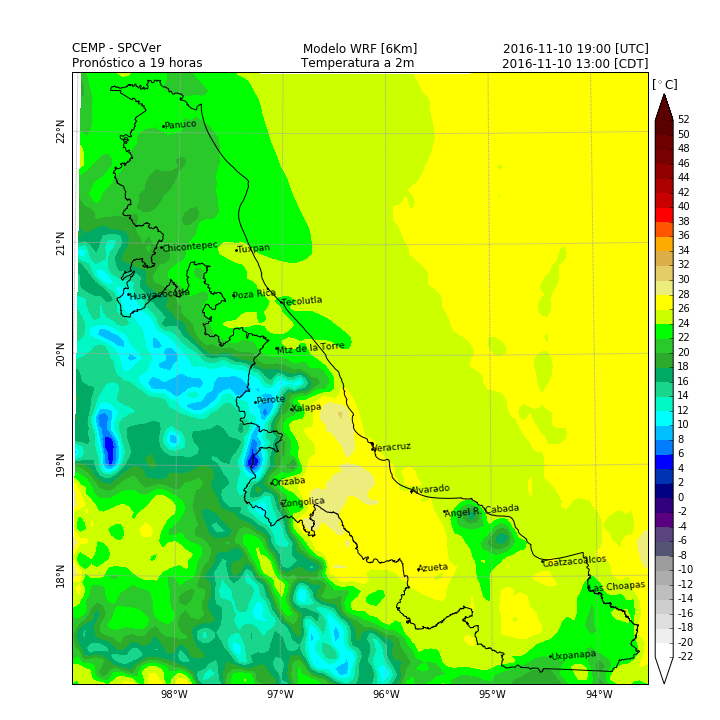 CEMP - SPCVer Modelo WRF [6Km] 2016-11-10 19:00 [UTC]
Pronóstico a 19 horas Temperatura a 2m 2016-11-10 13:00 [CDT]
[°C]
52
50
48
46
44
42
40
38
36
34
32
30
28
26
24
22
20
18
16
14
12
10
8
6
4
2
0
-2
-4
-6
-8
-10
-12
-14
-16
-18
-20
-22
22°N
21°N
20°N
19°N
18°N
Panuco
Chicontepec
Tuxpan
Huayacocotla
Poza Rica
Tecolutla
Mtz de la Torre
Perote
Xalapa
Veracruz
Orizaba
Alvarado
Zongolica
Angel R. Cabada
Azueta
Coatzacoalcos
Las Choapas
Uxpanapa
98°W 97°W 96°W 95°W 94°W